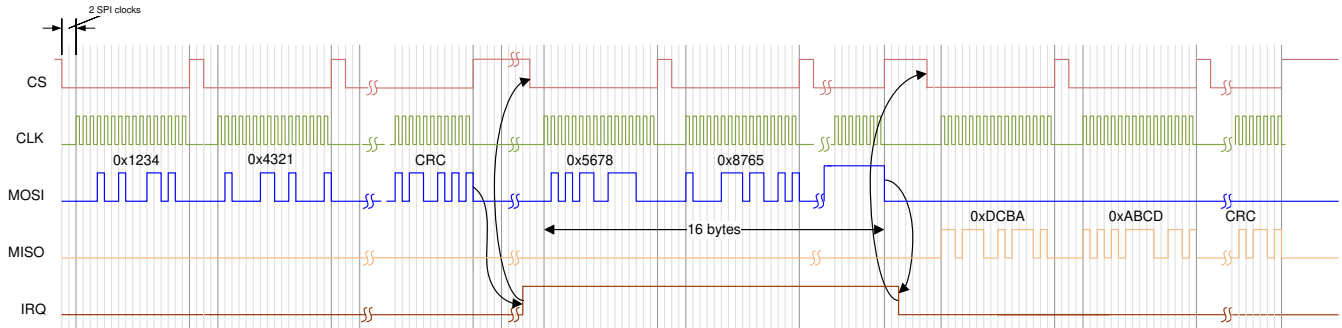 2 SPI clocks
CS
CLK
0x1234 0x4321 CRC 0x5678 0x8765
MOSI
16 bytes
0xDCBA 0xABCD CRC
MISO
IRQ